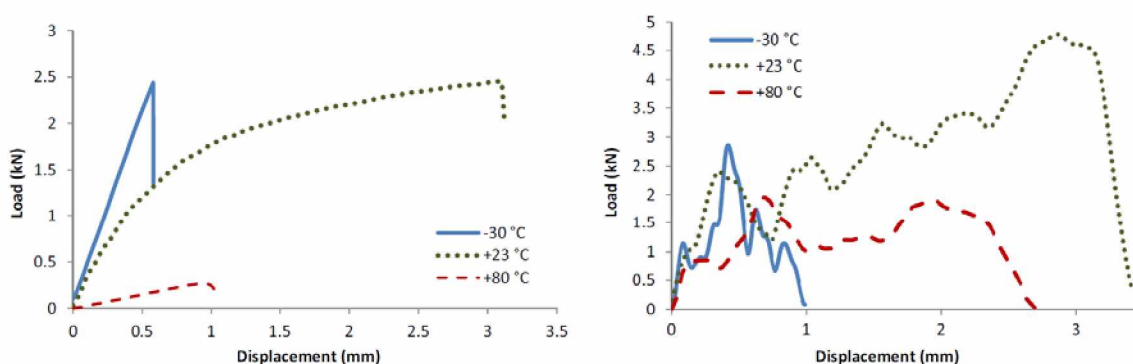 3
2.5
2
1.5
1
0.5
0
Load (kN)
-30 °C
+23 °C
+80 °C
0 0.5 1 1.5 2 2.5 3 3.5
Displacement (mm)
5
4.5
4
3.5
3
2.5
2
1.5
1
0.5
0
Load (kN)
-30 °C
+23 °C
+80 °C
0 1 2 3
Displacement (mm)